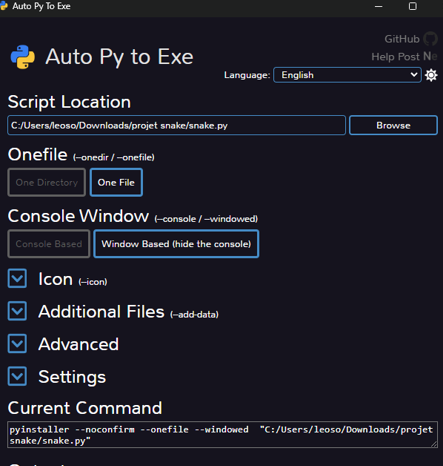 Auto Py To Exe
GitHub
Auto Py to Exe
Help Post
Language: English
Script Location
C:/Users/leoso/Downloads/projet snake/snake.py Browse
Onefile (--onedir / --onefile)
One Directory One File
Console Window (--console / --windowed)
Console Based Window Based (hide the console)
Icon (--icon)
Additional Files (--add-data)
Advanced
Settings
Current Command
pyinstaller --noconfirm --onefile --windowed "C:/Users/leoso/Downloads/projet
snake/snake.py"